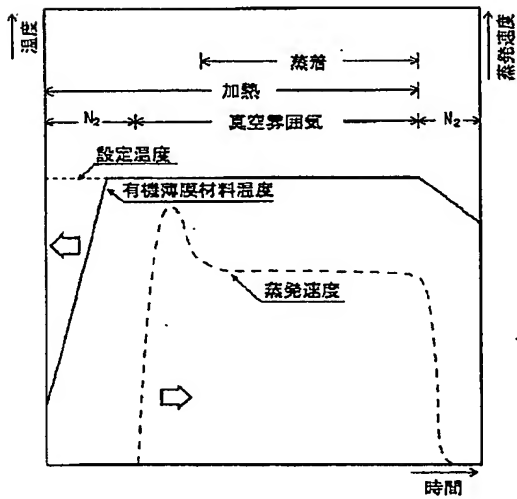 温度
蒸発速度
蒸着
加熱
N₂
真空雰囲気
N₂
設定温度
有機薄膜材料温度
蒸発速度
時間